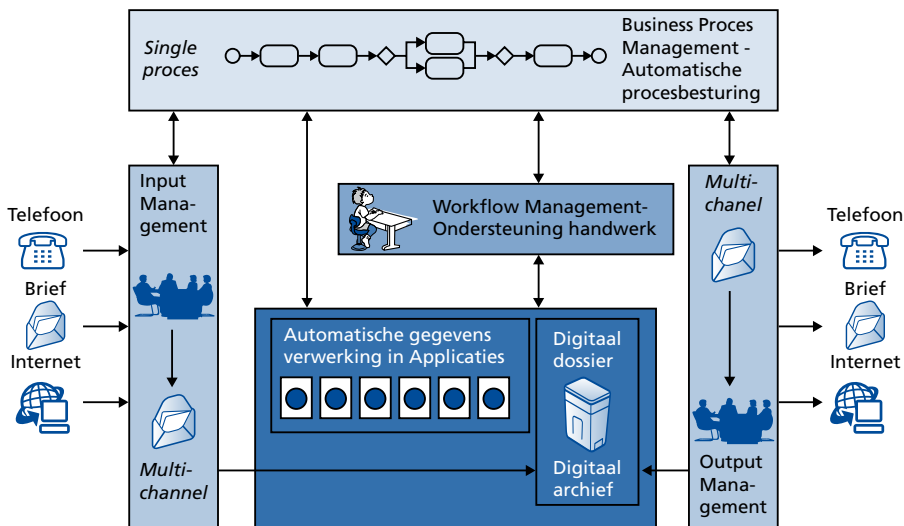 Single
proces
Business Proces
Management -
Automatische
procesbesturing
Telefoon
Brief
Internet
Input
Mana-
gement
Multi-
channel
Workflow Management-
Ondersteuning handwerk
Automatische gegevens
verwerking in Applicaties
Digitaal
dossier
Digitaal
archief
Multi-
chanel
Output
Mana-
gement
Telefoon
Brief
Internet